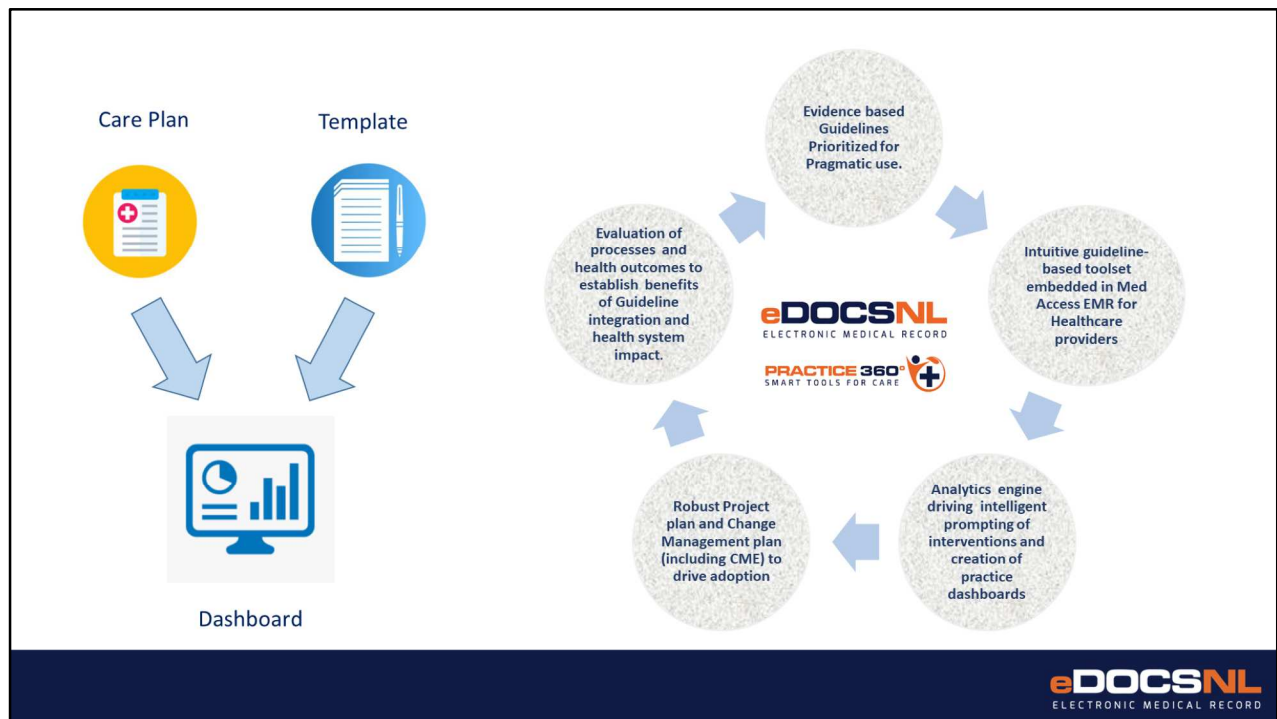 Care Plan
Template
Dashboard
Evidence based
Guidelines
Prioritized for
Pragmatic use.
Intuitive guideline-
based toolset
embedded in Med
Access EMR for
Healthcare
providers
Analytics engine
driving intelligent
prompting of
interventions and
creation of
practice
dashboards
Robust Project
plan and Change
Management plan
(including CME) to
drive adoption
Evaluation of
processes and
health outcomes to
establish benefits
of Guideline
integration and
health system
impact.
eDOCSNL
ELECTRONIC MEDICAL RECORD
PRACTICE 360°
SMART TOOLS FOR CARE
eDOCSNL
ELECTRONIC MEDICAL RECORD